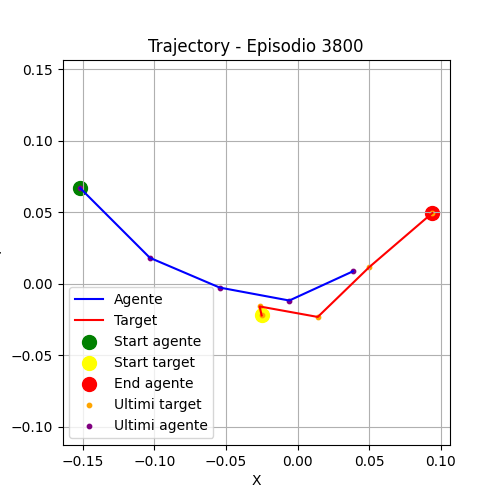 Trajectory - Episodio 3800
0.15
0.10
0.05
0.00
−0.05
−0.10
Agente
Target
Start agente
Start target
End agente
Ultimi target
Ultimi agente
−0.15
−0.10
−0.05
0.00
0.05
0.10
X